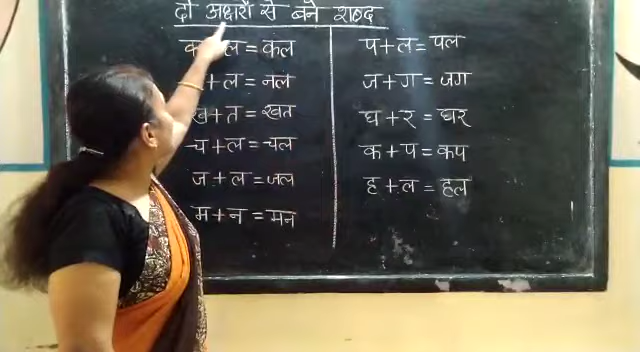 दो अक्षरों से बने शब्द
क ल = कल
+ ल = नल
ख + त = खत
च + ल = चल
ज + ल = जल
म + न = मन
प + ल = पल
ज + ग = जग
घ + र = घर
क + प = कप
ह + ल = हल